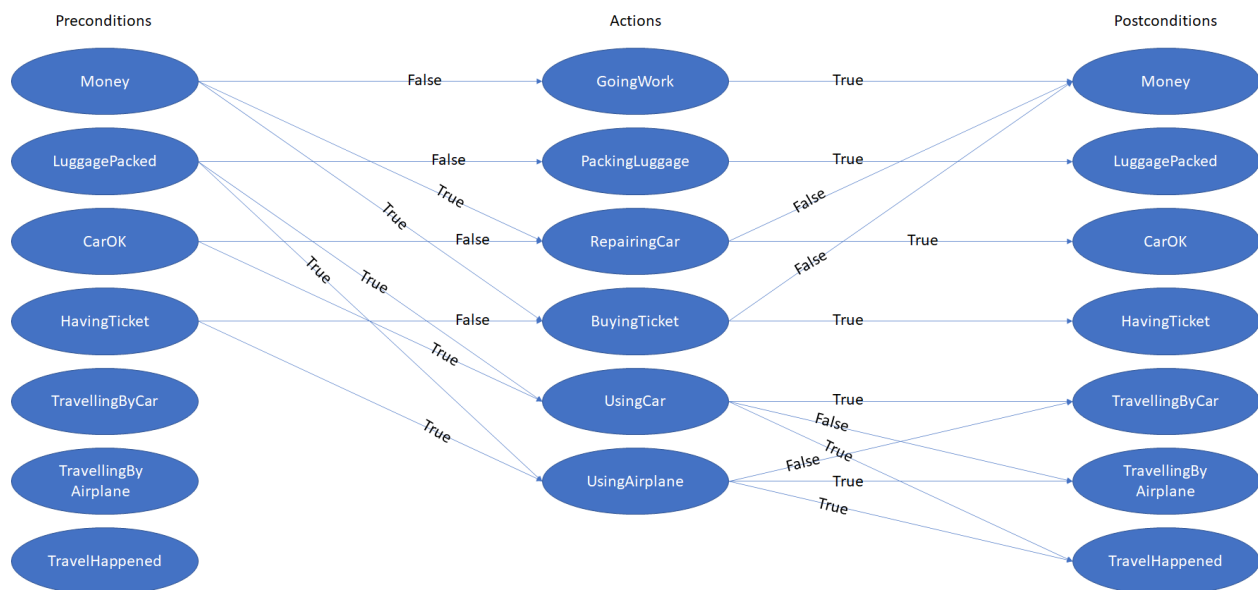 Preconditions
Actions
Postconditions
Money
False
GoingWork
True
Money
LuggagePacked
False
PackingLuggage
True
LuggagePacked
True
True
False
CarOK
False
RepairingCar
True
CarOK
True
True
False
HavingTicket
False
BuyingTicket
True
HavingTicket
True
TravellingByCar
UsingCar
True
TravellingByCar
False
True
True
False
TravellingBy
Airplane
UsingAirplane
True
TravellingBy
Airplane
True
TravelHappened
TravelHappened